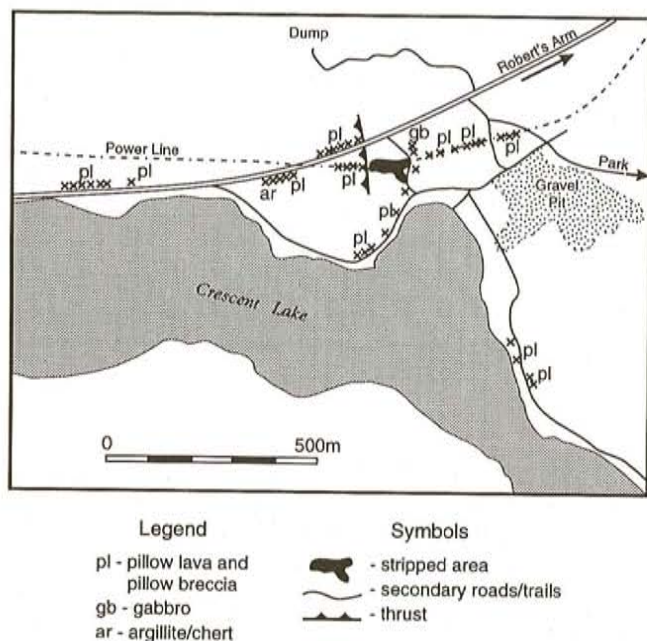 Dump
Robert's Arm
gb
pl
pl
pl
pl
Power Line
pl
pl
pl
ar
pl
pl
Park
Gravel
Pit
pl
Crescent Lake
pl
pl
0
500m
Legend
pl - pillow lava and
pillow breccia
gb - gabbro
ar - argillite/chert
Symbols
- stripped area
- secondary roads/trails
- thrust